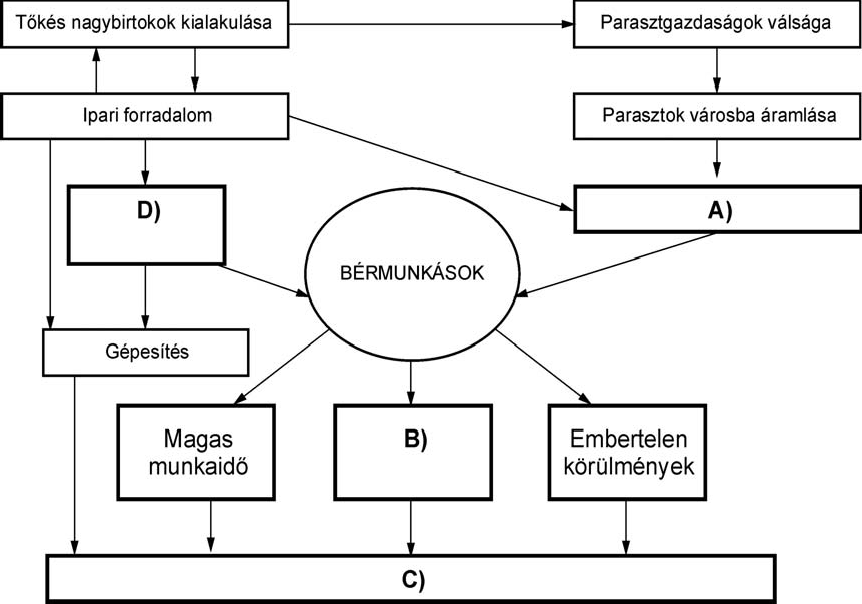 Tőkés nagybirtokok kialakulása
Parasztgazdaságok válsága
Ipari forradalom
Parasztok városba áramlása
D)
A)
BÉRMUNKÁSOK
Gépesítés
Magas
munkaidő
B)
Embertelen
körülmények
C)